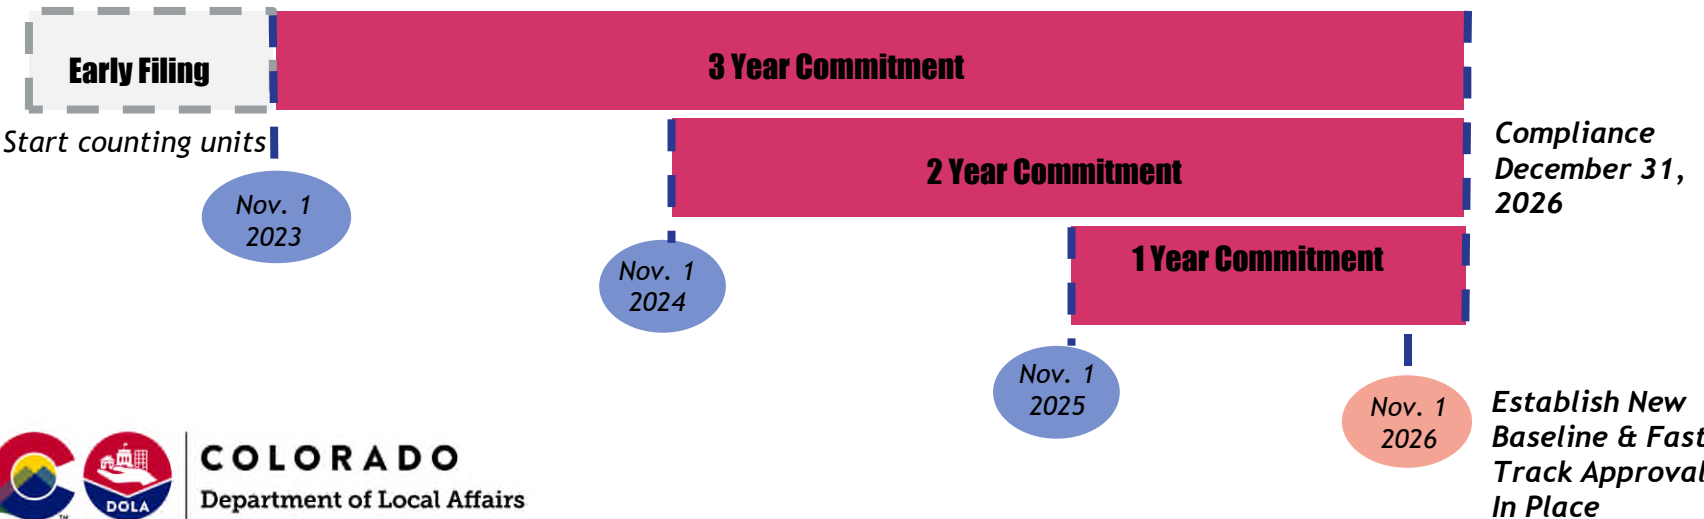 Early Filing
3 Year Commitment
Start counting units
Compliance
December 31,
2026
2 Year Commitment
Nov. 1
2023
1 Year Commitment
Nov. 1
2024
Nov. 1
2025
Nov. 1
2026
Establish New
Baseline & Fast
Track Approval
In Place
COLORADO
Department of Local Affairs
DOLA
TM